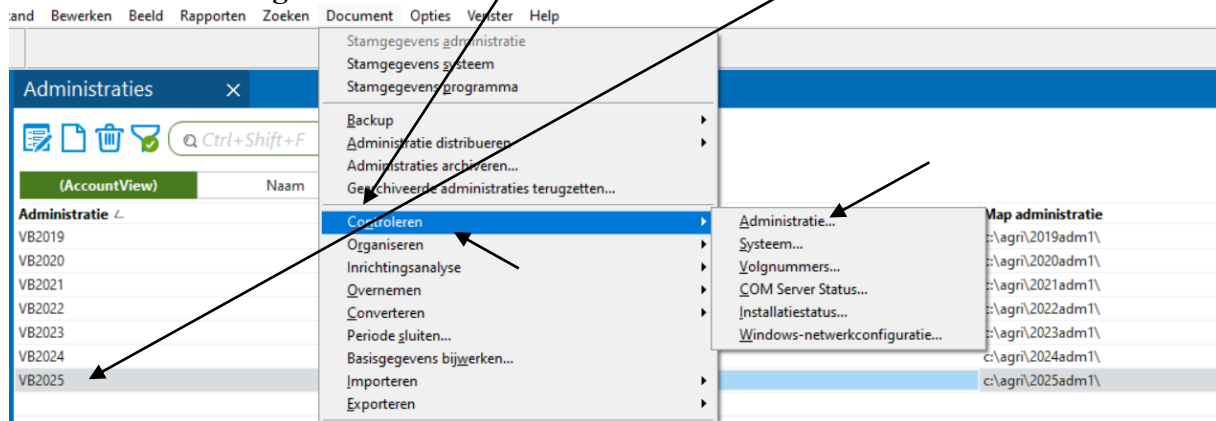 and Bewerken Beeld Rapporten Zoeken Document Opties Venster Help
Administraties
Ctrl+Shift+F
(AccountView) Naam
Administratie
VB2019
VB2020
VB2021
VB2022
VB2023
VB2024
VB2025
Stamgegevens administratie
Stamgegevens systeem
Stamgegevens programma
Backup
Administratie distribueren
Administraties archiveren...
Gearchiveerde administraties terugzetten...
Controleren
Organiseren
Inrichtingsanalyse
Overnemen
Converteren
Periode sluiten...
Basisgegevens bijwerken...
Importeren
Exporteren
Administratie...
Systeem...
Volgnummers...
COM Server Status...
Installatiestatus...
Windows-netwerkconfiguratie...
Map administratie
c:\agri\2019adm1\
c:\agri\2020adm1\
c:\agri\2021adm1\
c:\agri\2022adm1\
c:\agri\2023adm1\
c:\agri\2024adm1\
c:\agri\2025adm1\